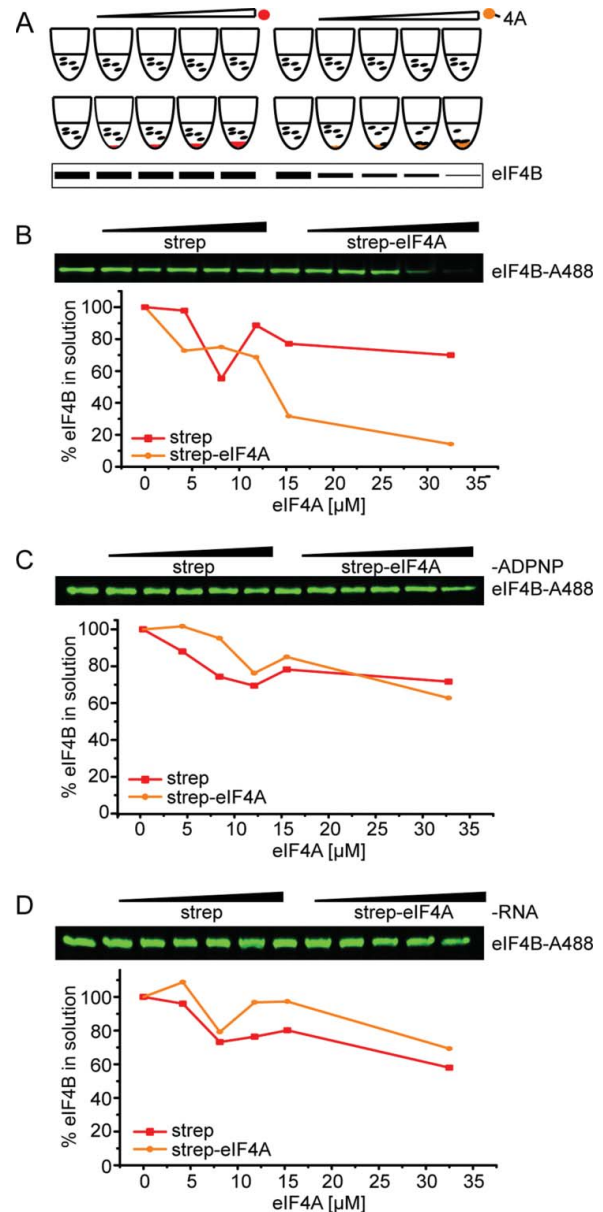 A
4A
eIF4B
B
strep strep-eIF4A
eIF4B-A488
% eIF4B in solution
100
80
60
40
20
0
strep
strep-eIF4A
0 5 10 15 20 25 30 35
eIF4A [µM]
C
strep strep-eIF4A
-ADPNP
eIF4B-A488
% eIF4B in solution
100
80
60
40
20
0
strep
strep-eIF4A
0 5 10 15 20 25 30 35
eIF4A [µM]
D
strep strep-eIF4A
-RNA
eIF4B-A488
% eIF4B in solution
100
80
60
40
20
0
strep
strep-eIF4A
0 5 10 15 20 25 30 35
eIF4A [µM]